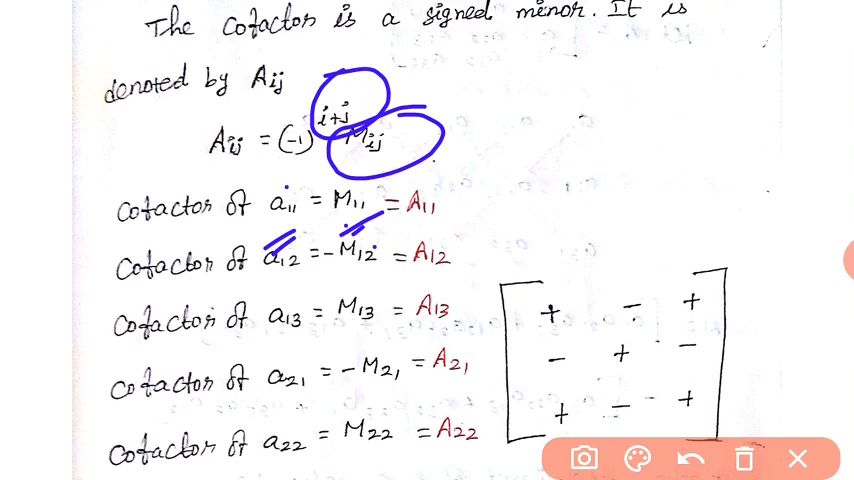 The cofactor is a signed minor. It is
denoted by Aij
Aij = (-1)^i+j Mij
Cofactor of a11 = M11 = A11
Cofactor of a12 = -M12 = A12
Cofactor of a13 = M13 = A13
Cofactor of a21 = -M21 = A21
Cofactor of a22 = M22 = A22
+ - +
- + -
+ - +